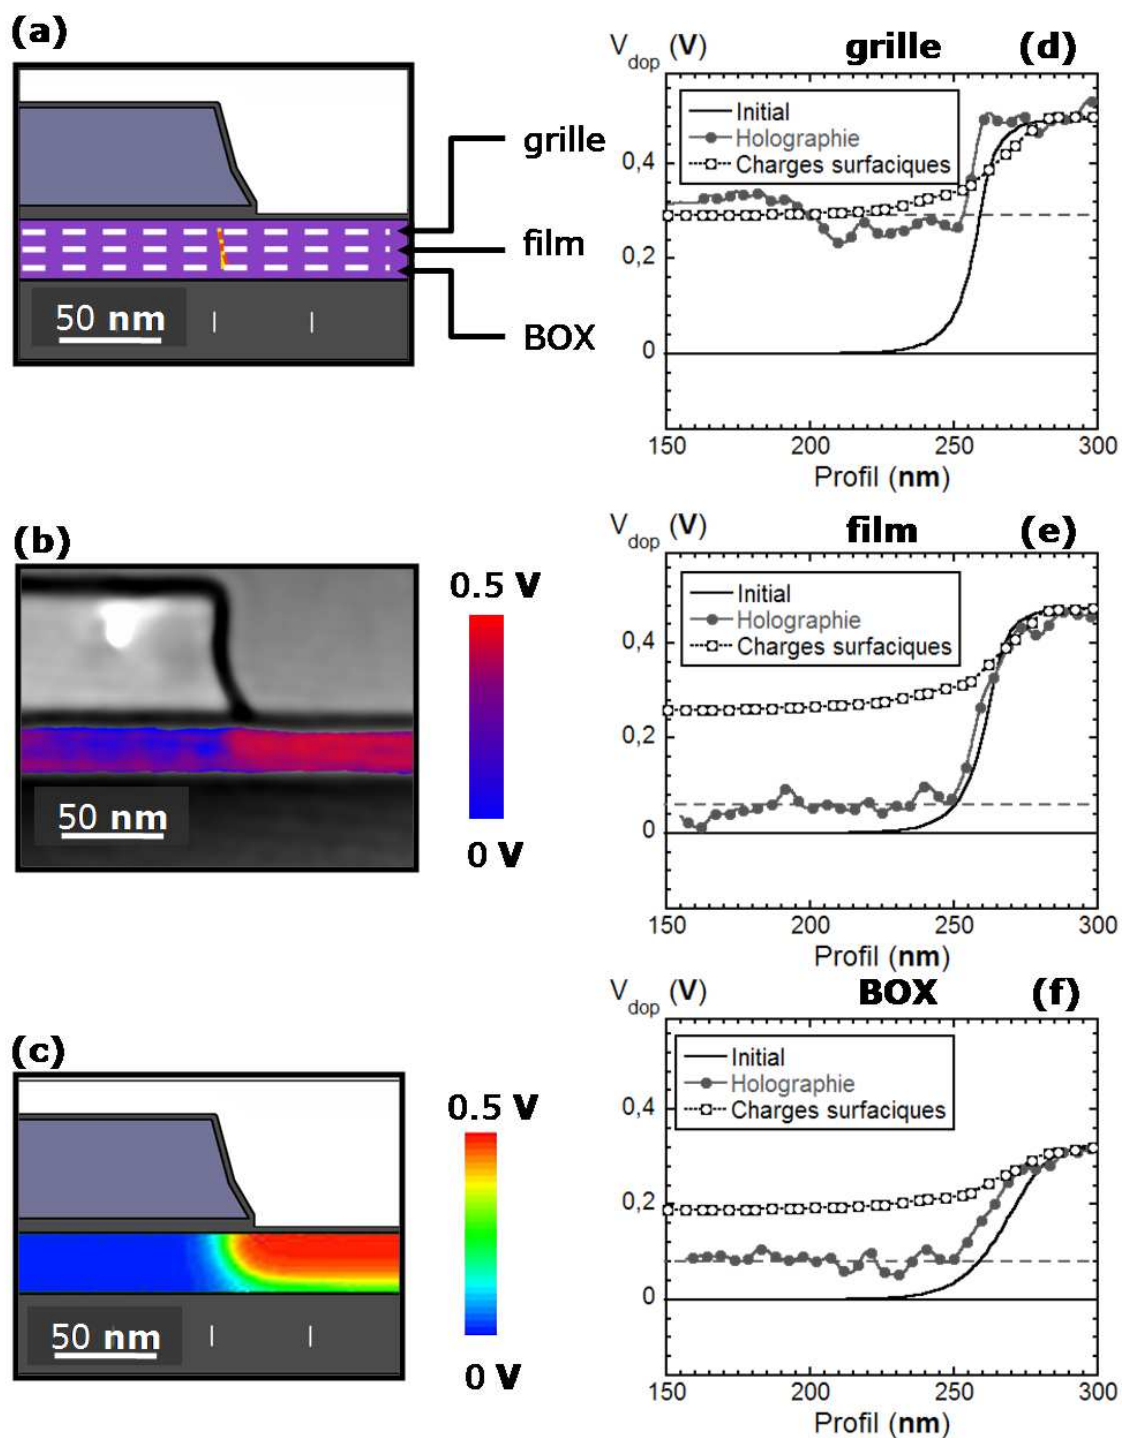 (a)
grille
film
BOX
50 nm
(b)
0.5 V
0 V
50 nm
(c)
0.5 V
0 V
50 nm
V_dop (V) grille (d)
Initial
Holographie
Charges surfaciques
0,4
0,2
0
150 200 250 300
Profil (nm)
V_dop (V) film (e)
Initial
Holographie
Charges surfaciques
0,4
0,2
0
150 200 250 300
Profil (nm)
V_dop (V) BOX (f)
Initial
Holographie
Charges surfaciques
0,4
0,2
0
150 200 250 300
Profil (nm)